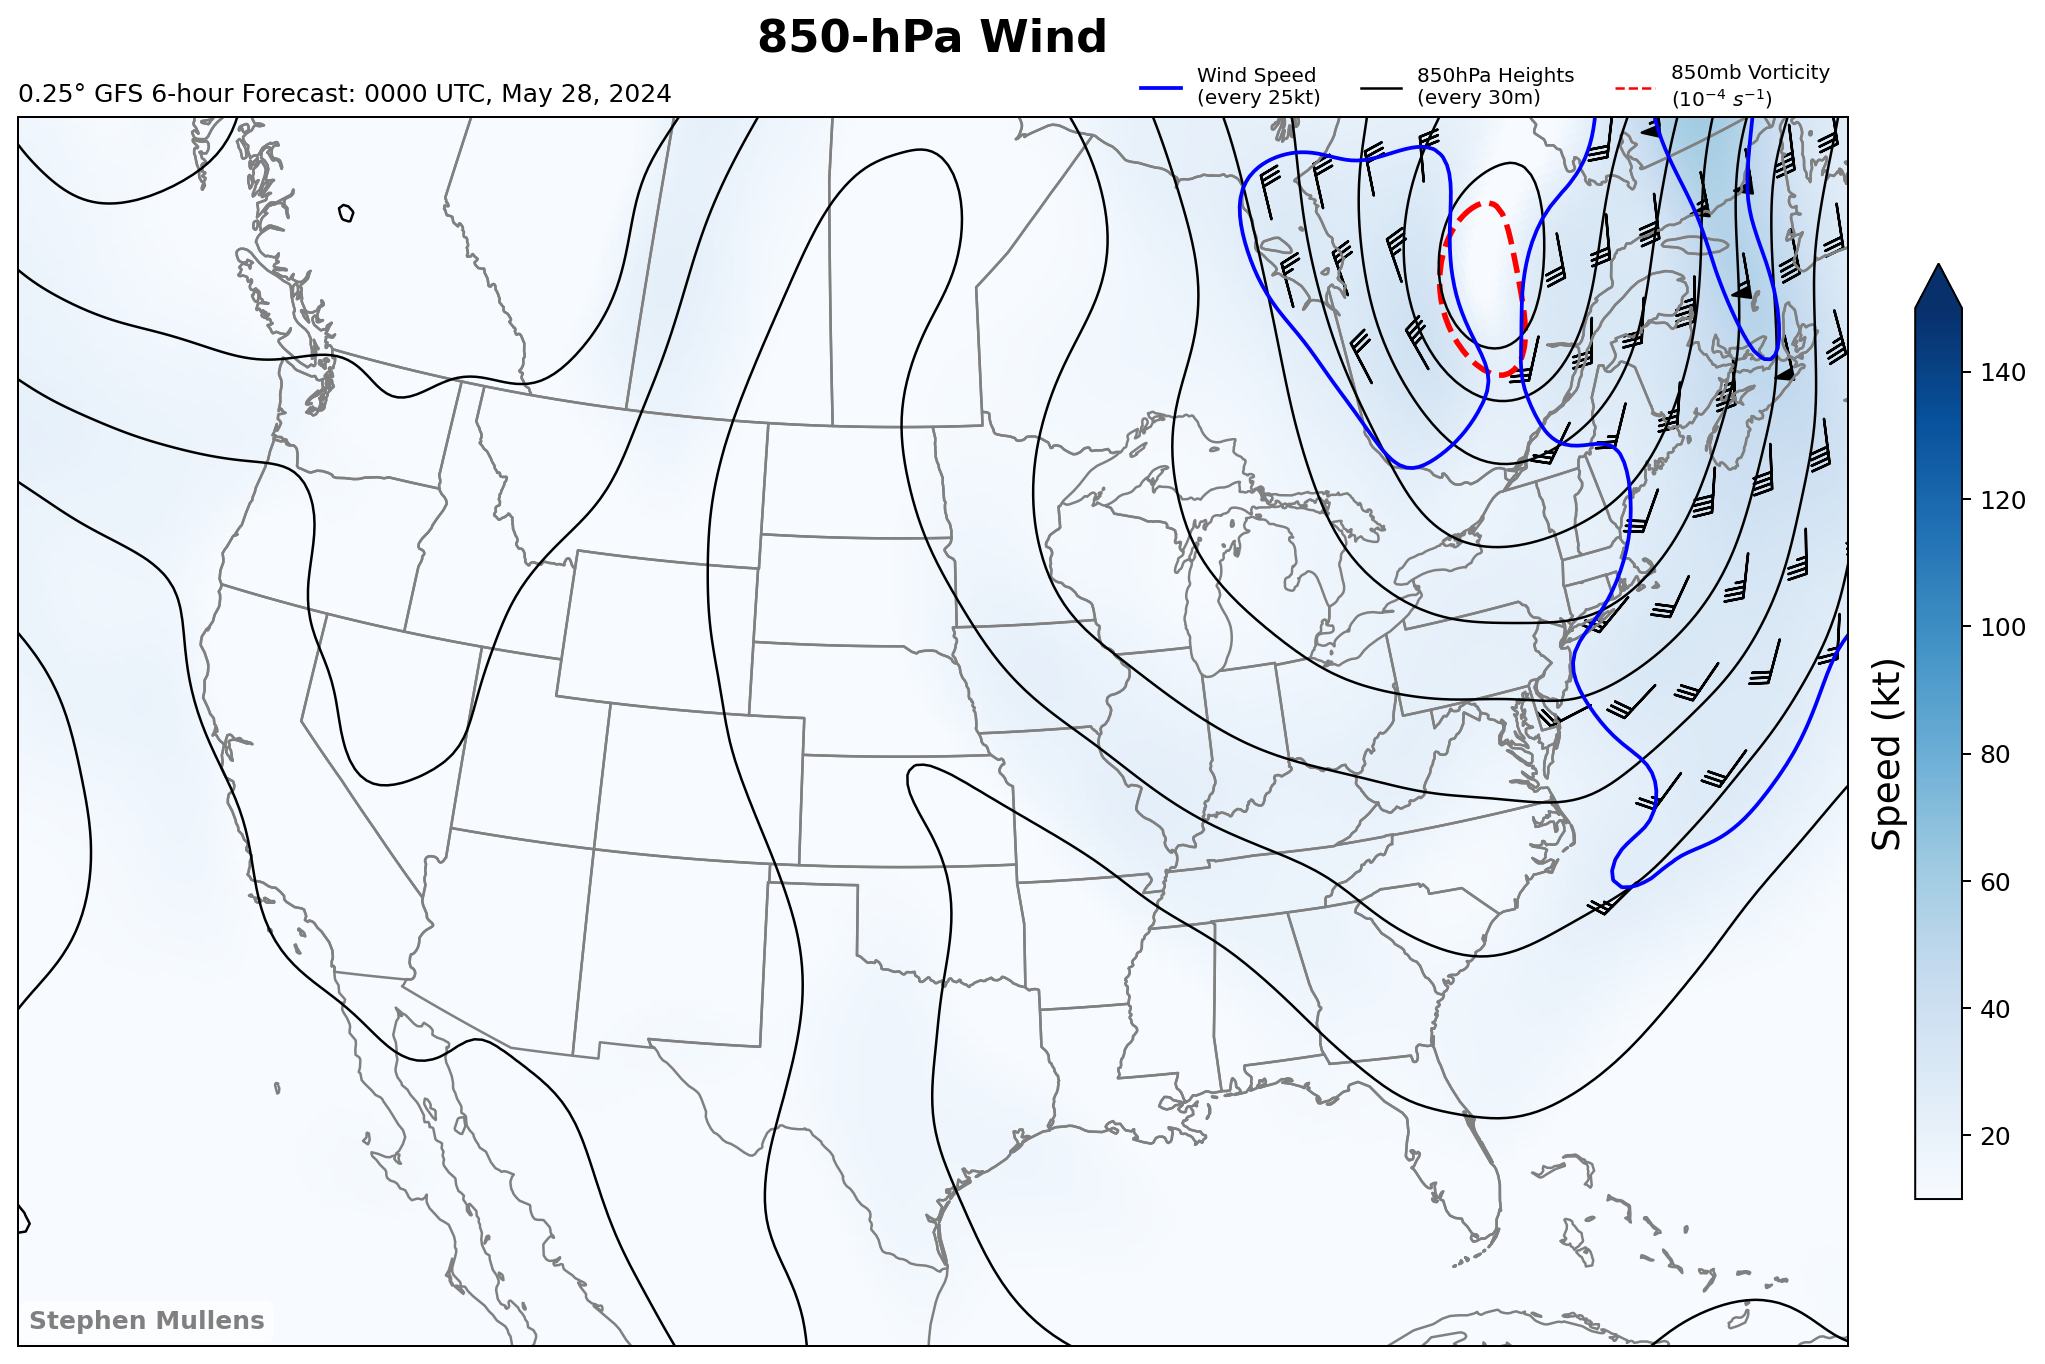 850-hPa Wind
0.25° GFS 6-hour Forecast: 0000 UTC, May 28, 2024
Wind Speed
(every 25kt)
850hPa Heights
(every 30m)
850mb Vorticity
(10⁻⁴ s⁻¹)
140
120
100
80
60
40
20
Speed (kt)
Stephen Mullens